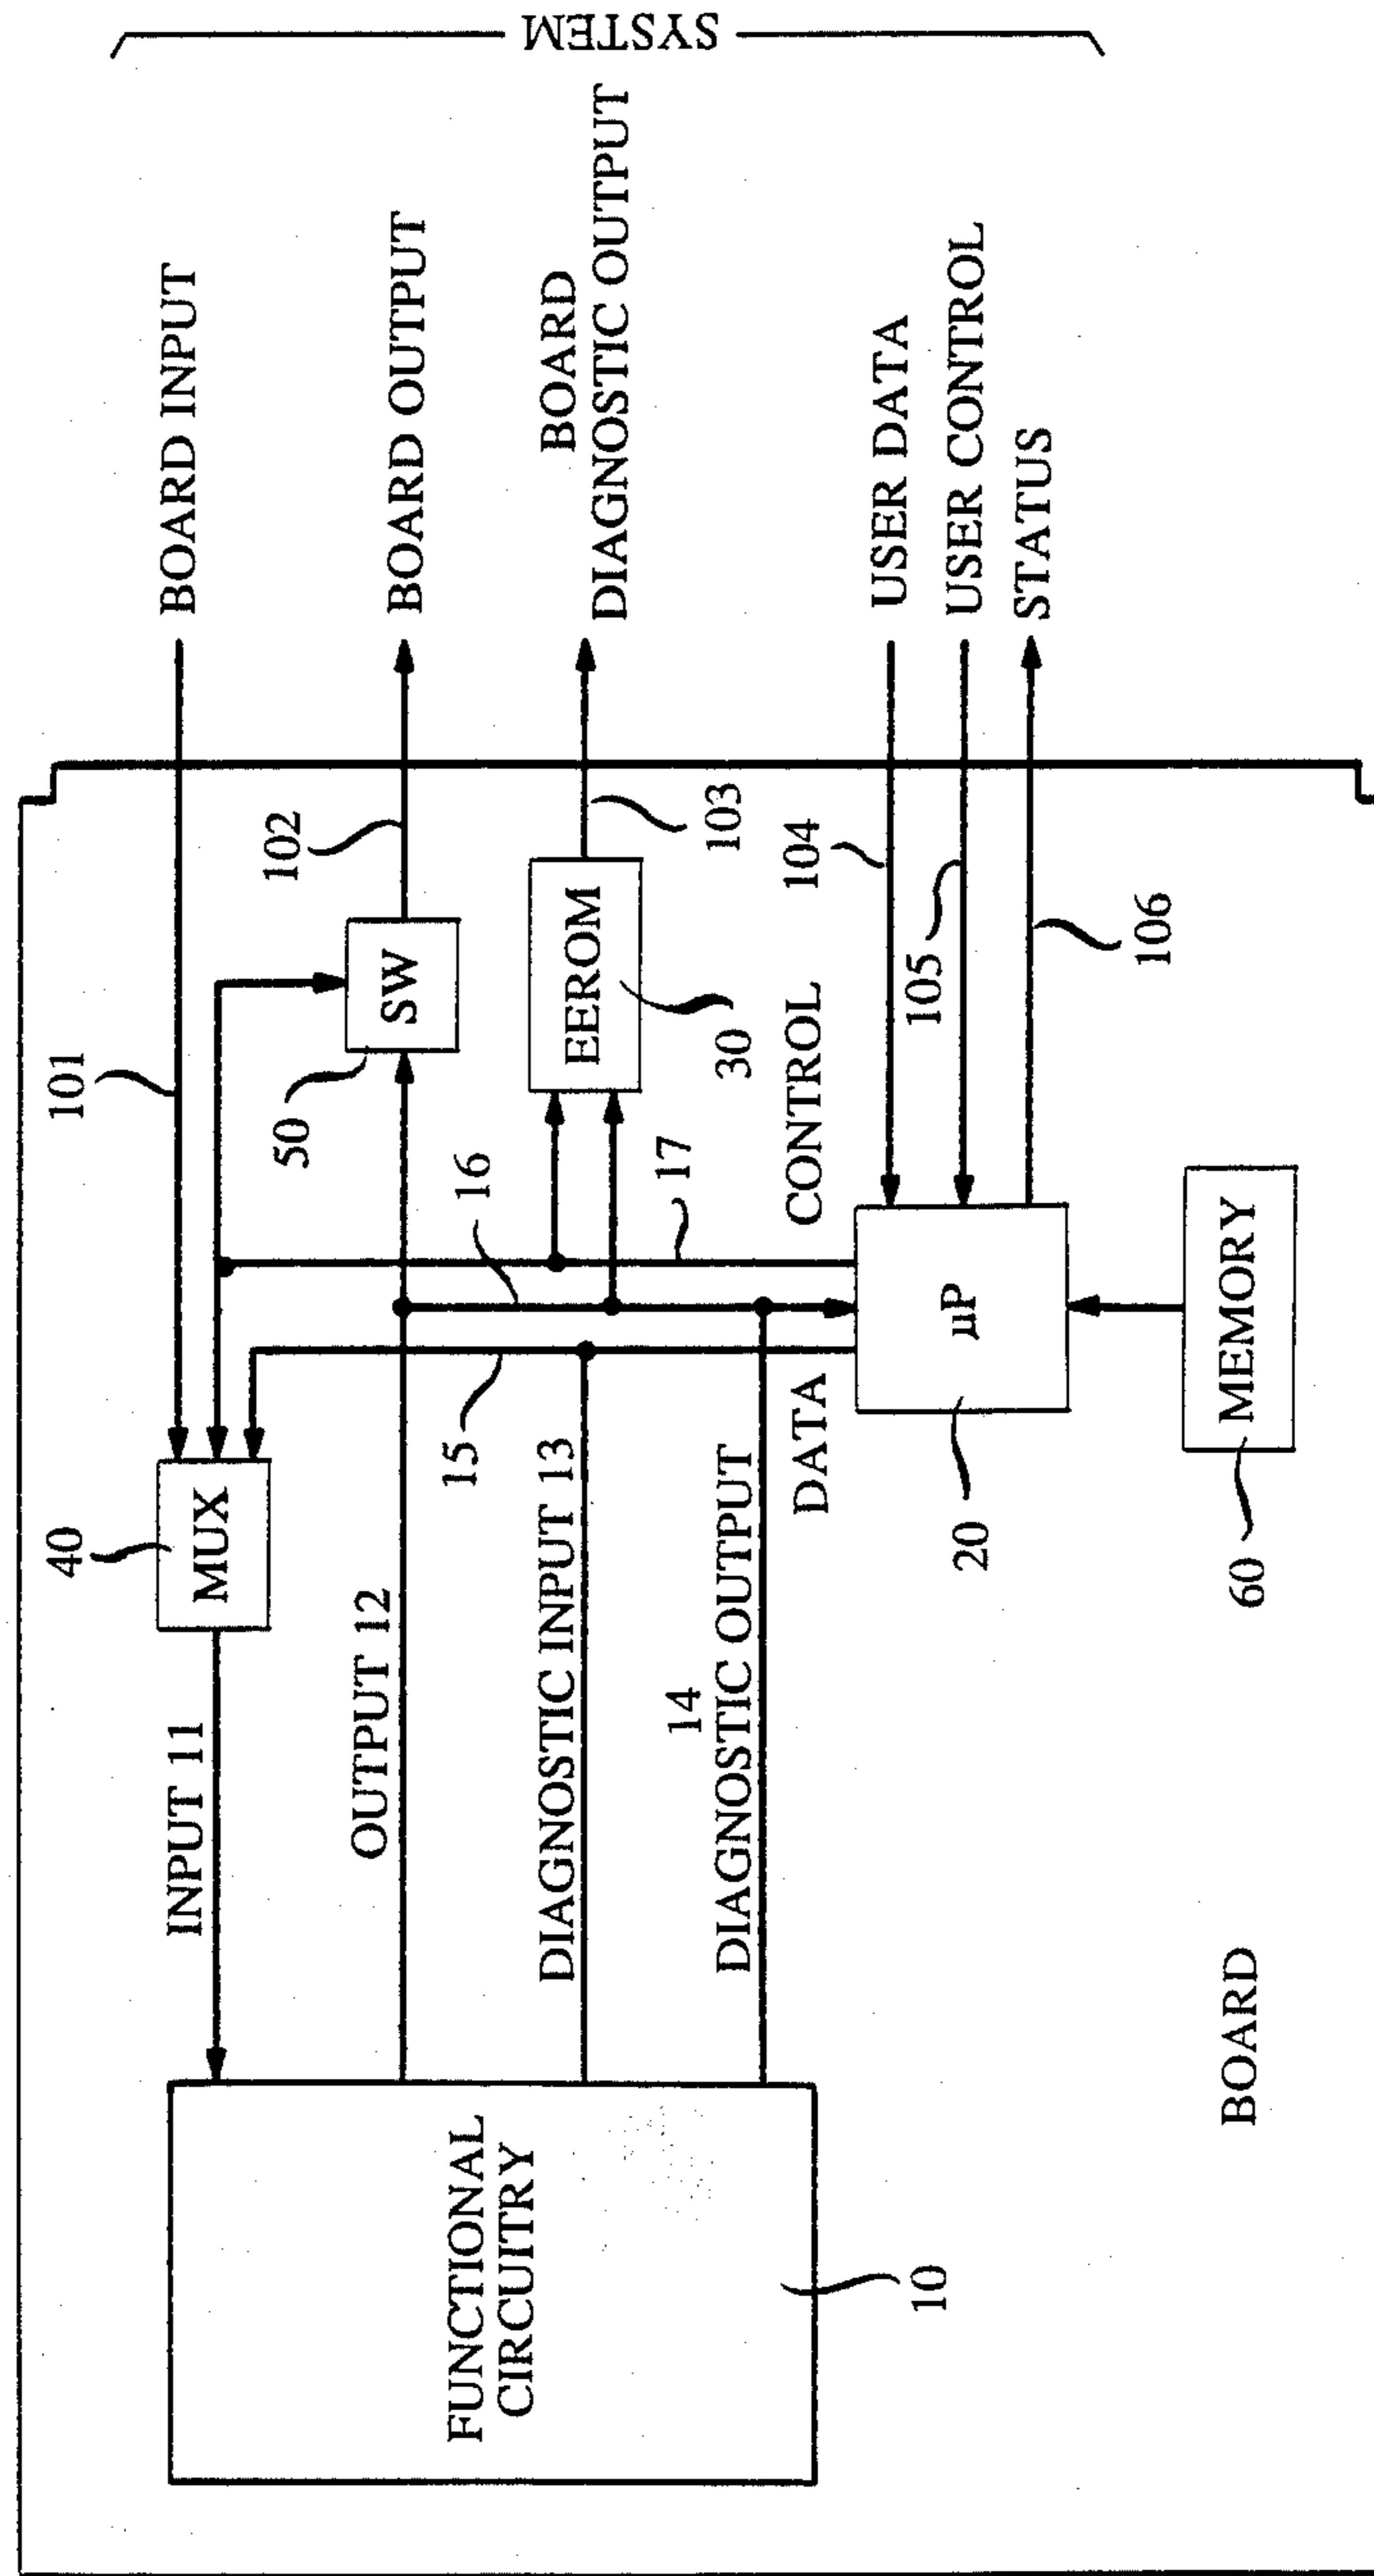 SYSTEM
BOARD INPUT
BOARD OUTPUT
BOARD
DIAGNOSTIC OUTPUT
USER DATA
USER CONTROL
STATUS
101
102
103
104
105
106
50
SW
EEROM
30
CONTROL
16
17
40
MUX
15
DATA
µP
20
MEMORY
60
INPUT 11
OUTPUT 12
DIAGNOSTIC INPUT 13
14
DIAGNOSTIC OUTPUT
FUNCTIONAL
CIRCUITRY
10
BOARD